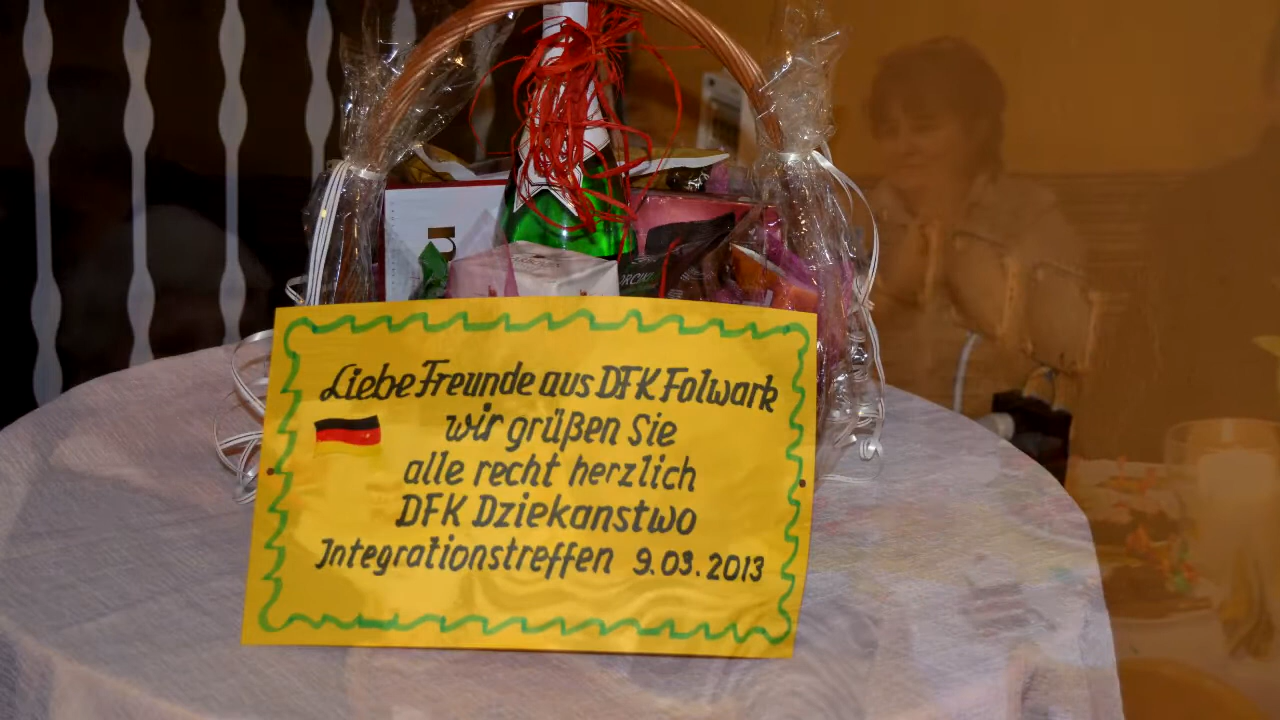 Liebe Freunde aus DFK Folwark
wir grüßen Sie
alle recht herzlich
DFK Dziekanstwo
Integrationstreffen 9.03.2013